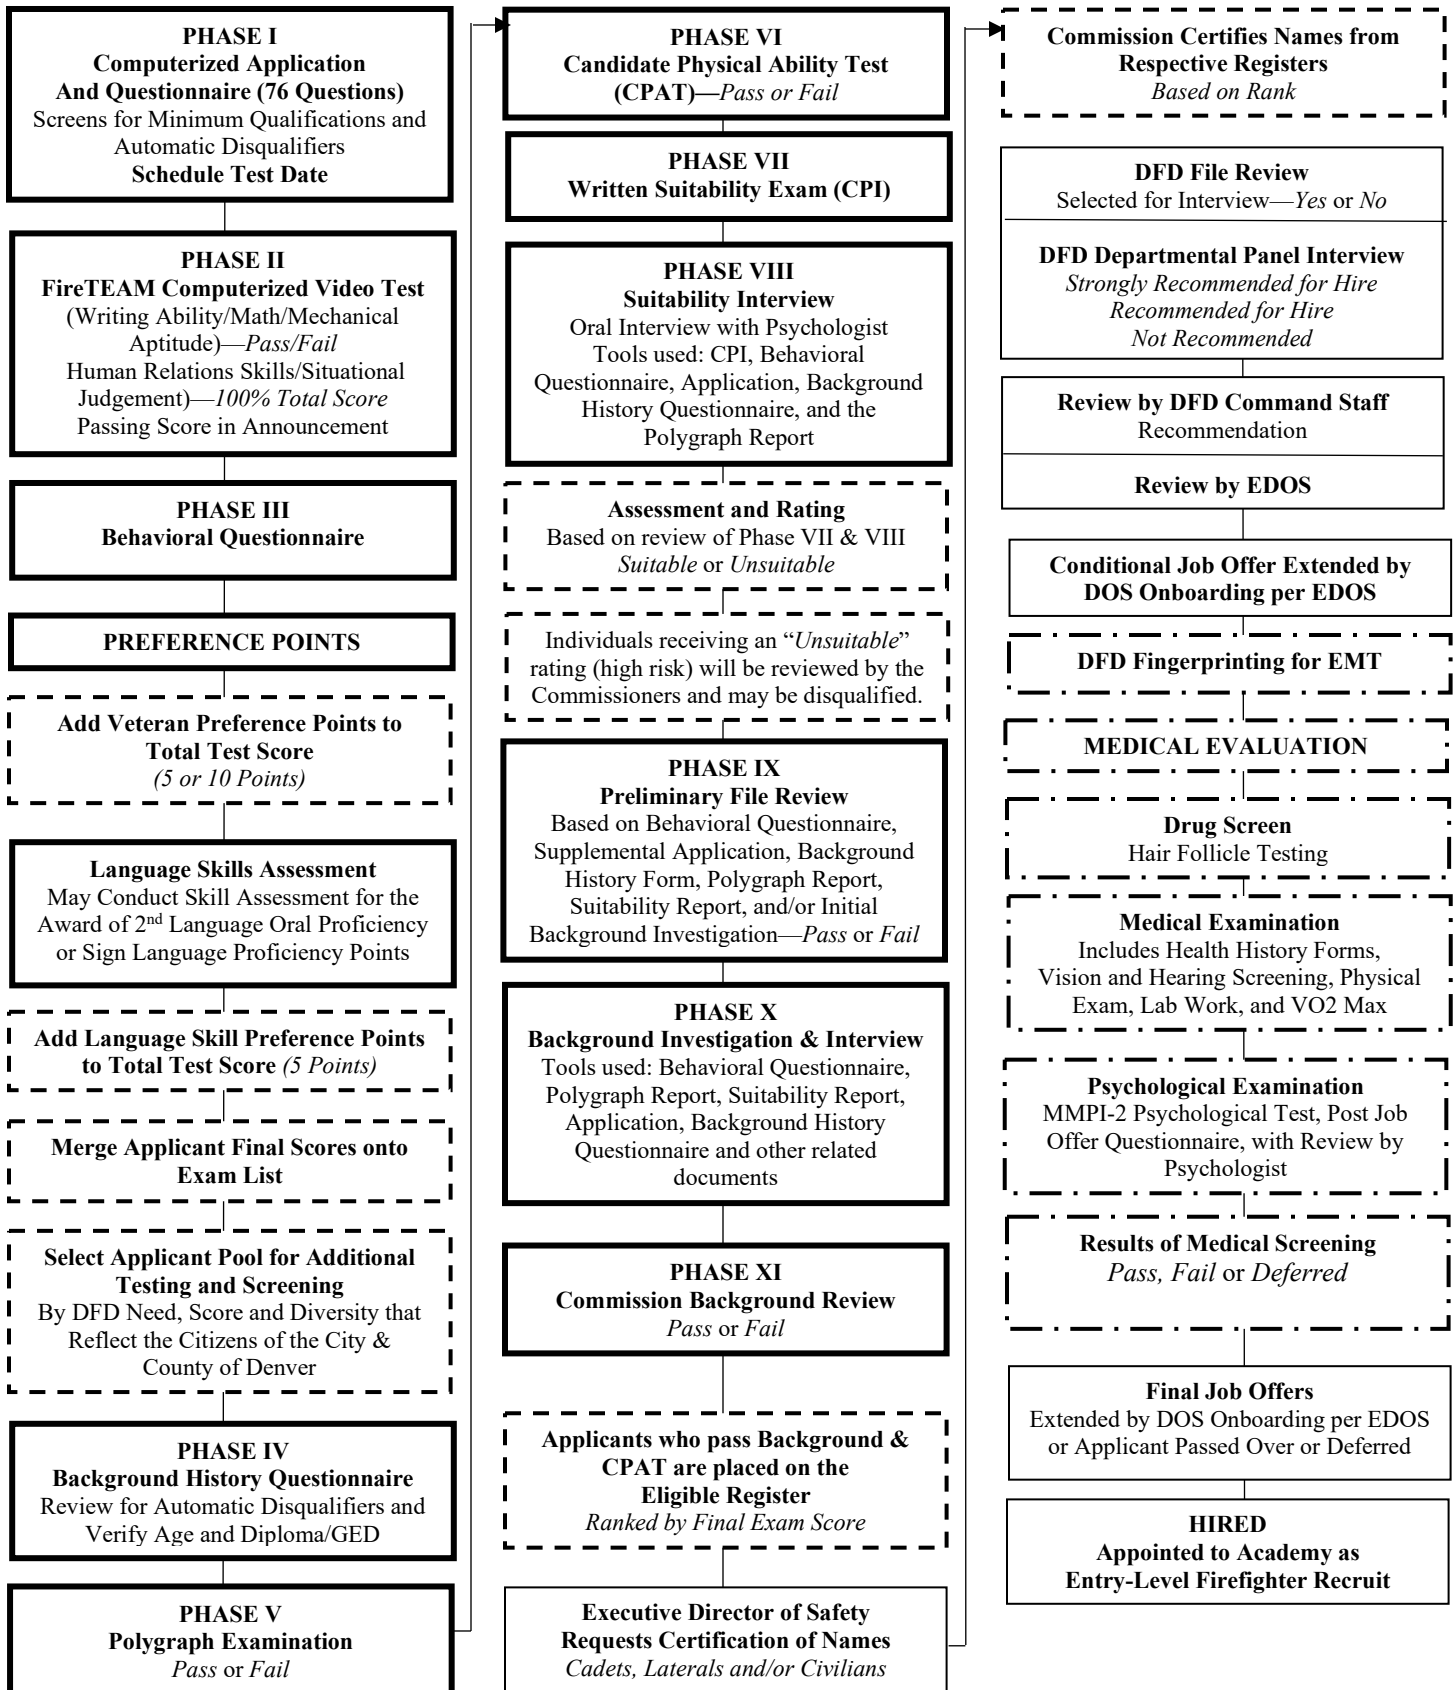 PHASE I
Computerized Application
And Questionnaire (76 Questions)
Screens for Minimum Qualifications and
Automatic Disqualifiers
Schedule Test Date
PHASE II
FireTEAM Computerized Video Test
(Writing Ability/Math/Mechanical
Aptitude)—Pass/Fail
Human Relations Skills/Situational
Judgement)—100% Total Score
Passing Score in Announcement
PHASE III
Behavioral Questionnaire
PREFERENCE POINTS
Add Veteran Preference Points to
Total Test Score
(5 or 10 Points)
Language Skills Assessment
May Conduct Skill Assessment for the
Award of 2nd Language Oral Proficiency
or Sign Language Proficiency Points
Add Language Skill Preference Points
to Total Test Score (5 Points)
Merge Applicant Final Scores onto
Exam List
Select Applicant Pool for Additional
Testing and Screening
By DFD Need, Score and Diversity that
Reflect the Citizens of the City &
County of Denver
PHASE IV
Background History Questionnaire
Review for Automatic Disqualifiers and
Verify Age and Diploma/GED
PHASE V
Polygraph Examination
Pass or Fail
PHASE VI
Candidate Physical Ability Test
(CPAT)—Pass or Fail
PHASE VII
Written Suitability Exam (CPI)
PHASE VIII
Suitability Interview
Oral Interview with Psychologist
Tools used: CPI, Behavioral
Questionnaire, Application, Background
History Questionnaire, and the
Polygraph Report
Assessment and Rating
Based on review of Phase VII & VIII
Suitable or Unsuitable
Individuals receiving an “Unsuitable”
rating (high risk) will be reviewed by the
Commissioners and may be disqualified.
PHASE IX
Preliminary File Review
Based on Behavioral Questionnaire,
Supplemental Application, Background
History Form, Polygraph Report,
Suitability Report, and/or Initial
Background Investigation—Pass or Fail
PHASE X
Background Investigation & Interview
Tools used: Behavioral Questionnaire,
Polygraph Report, Suitability Report,
Application, Background History
Questionnaire and other related
documents
PHASE XI
Commission Background Review
Pass or Fail
Applicants who pass Background &
CPAT are placed on the
Eligible Register
Ranked by Final Exam Score
Executive Director of Safety
Requests Certification of Names
Cadets, Laterals and/or Civilians
Commission Certifies Names from
Respective Registers
Based on Rank
DFD File Review
Selected for Interview—Yes or No
DFD Departmental Panel Interview
Strongly Recommended for Hire
Recommended for Hire
Not Recommended
Review by DFD Command Staff
Recommendation
Review by EDOS
Conditional Job Offer Extended by
DOS Onboarding per EDOS
DFD Fingerprinting for EMT
MEDICAL EVALUATION
Drug Screen
Hair Follicle Testing
Medical Examination
Includes Health History Forms,
Vision and Hearing Screening, Physical
Exam, Lab Work, and VO2 Max
Psychological Examination
MMPI-2 Psychological Test, Post Job
Offer Questionnaire, with Review by
Psychologist
Results of Medical Screening
Pass, Fail or Deferred
Final Job Offers
Extended by DOS Onboarding per EDOS
or Applicant Passed Over or Deferred
HIRED
Appointed to Academy as
Entry-Level Firefighter Recruit